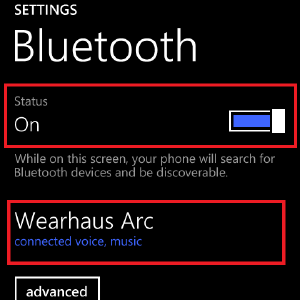 SETTINGS
Bluetooth
Status
On
While on this screen, your phone will search for
Bluetooth devices and be discoverable.
Wearhaus Arc
connected voice, music
advanced